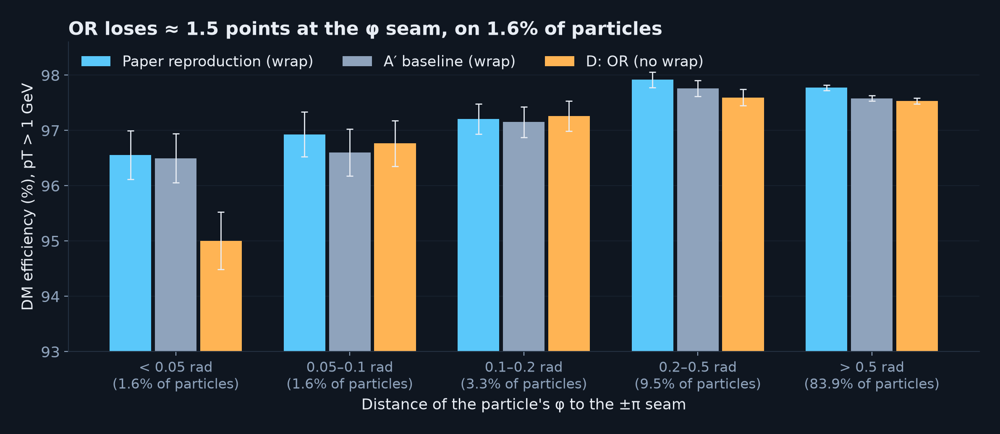 OR loses ≈ 1.5 points at the φ seam, on 1.6% of particles
Paper reproduction (wrap)
A′ baseline (wrap)
D: OR (no wrap)
DM efficiency (%), pT > 1 GeV
98
97
96
95
94
93
< 0.05 rad
(1.6% of particles)
0.05–0.1 rad
(1.6% of particles)
0.1–0.2 rad
(3.3% of particles)
0.2–0.5 rad
(9.5% of particles)
> 0.5 rad
(83.9% of particles)
Distance of the particle's φ to the ±π seam